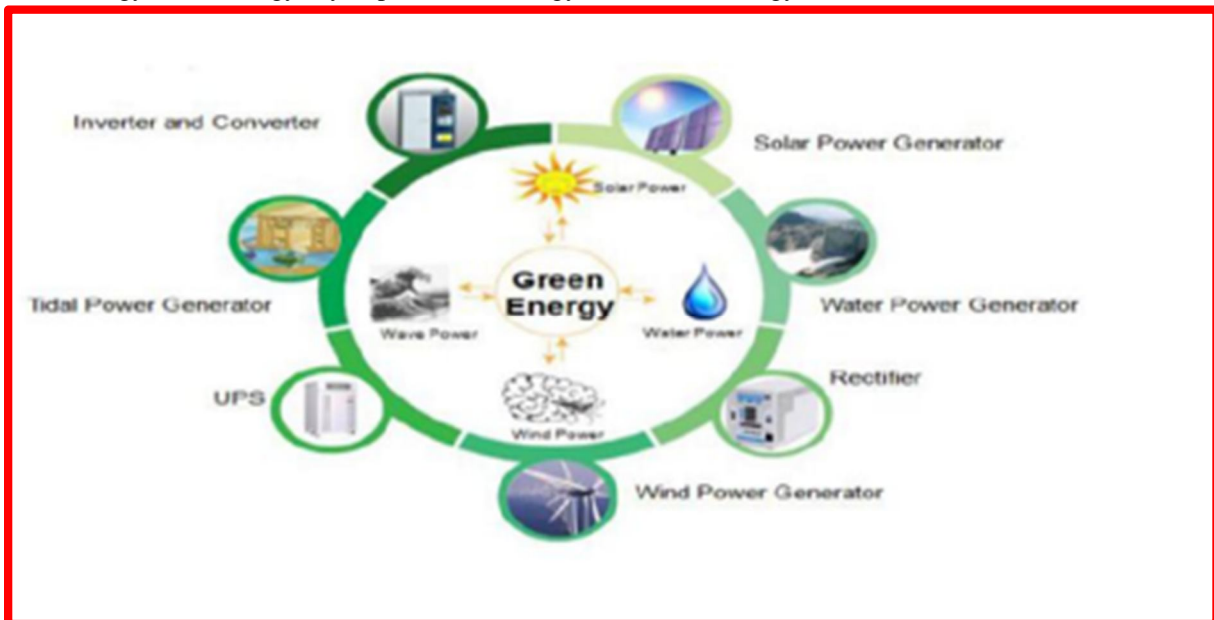 Inverter and Converter
Solar Power Generator
Solar Power
Tidal Power Generator
Wave Power
Green
Energy
Water Power
Water Power Generator
UPS
Rectifier
Wind Power
Wind Power Generator